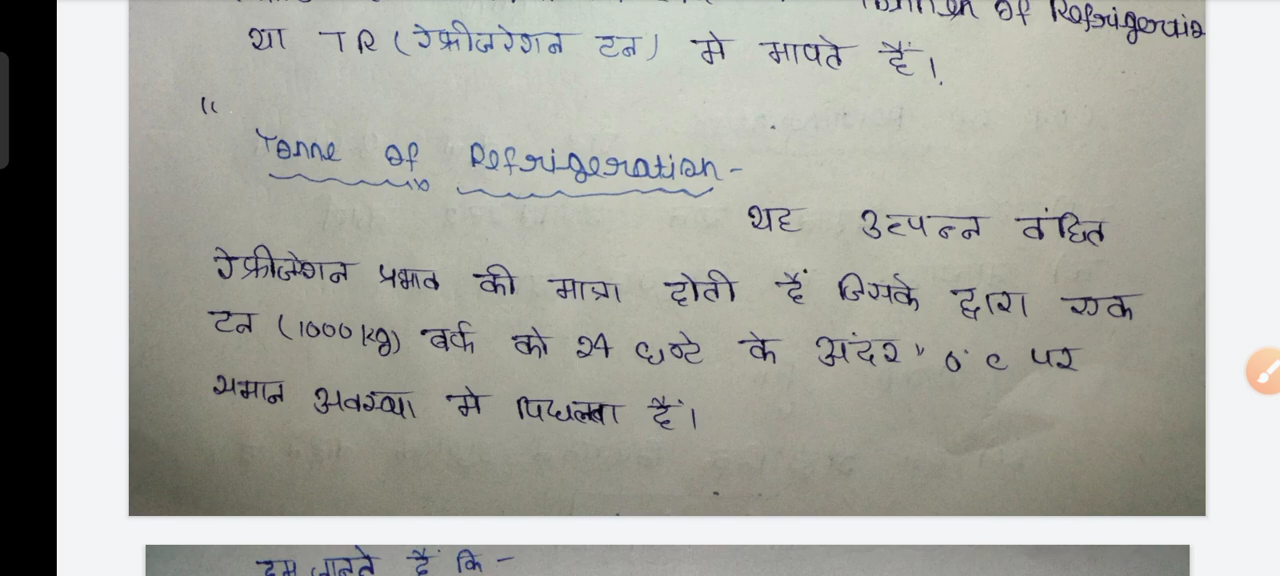 of Refrigeratio
या TR (रेफ्रीजरेशन टन) मे मापते हैं।
"
Tonne of Refrigeration -
यह उत्पन्न वंछित
रेफ्रीजरेशन प्रभाव की मात्रा होती हैं जिसके द्वारा एक
टन (1000 kg) बर्फ को 24 घण्टे के अंदर " 0°c पर
समान अवस्था मे पिघलता हैं।
हम जानते हैं कि -